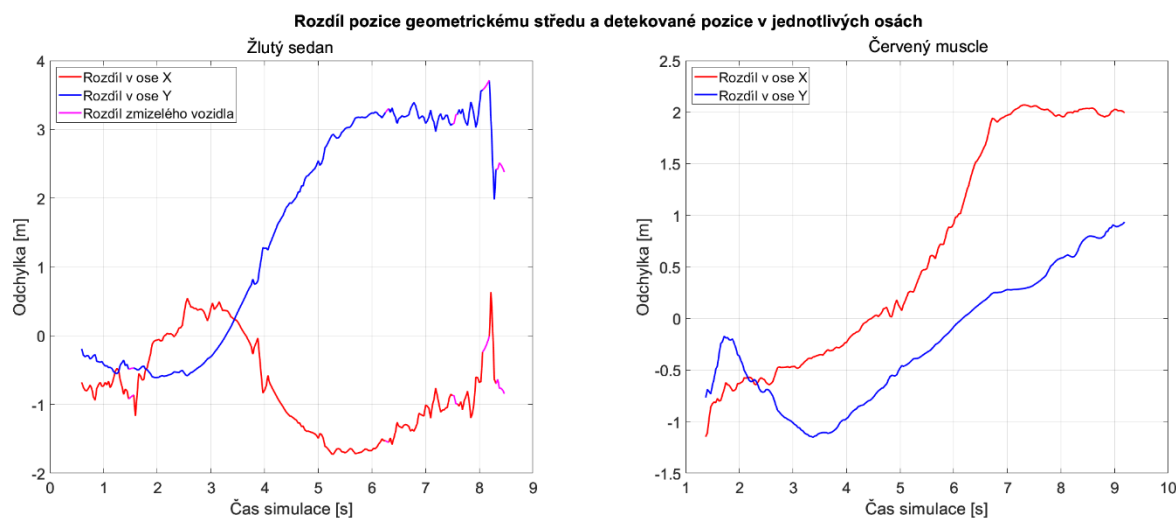 Rozdíl pozice geometrickému středu a detekované pozice v jednotlivých osách
Žlutý sedan
4
3
2
1
0
-1
-2
Odchylka [m]
Rozdíl v ose X
Rozdíl v ose Y
Rozdíl zmizelého vozidla
0 1 2 3 4 5 6 7 8 9
Čas simulace [s]
Červený muscle
2.5
2
1.5
1
0.5
0
-0.5
-1
-1.5
Odchylka [m]
Rozdíl v ose X
Rozdíl v ose Y
1 2 3 4 5 6 7 8 9 10
Čas simulace [s]